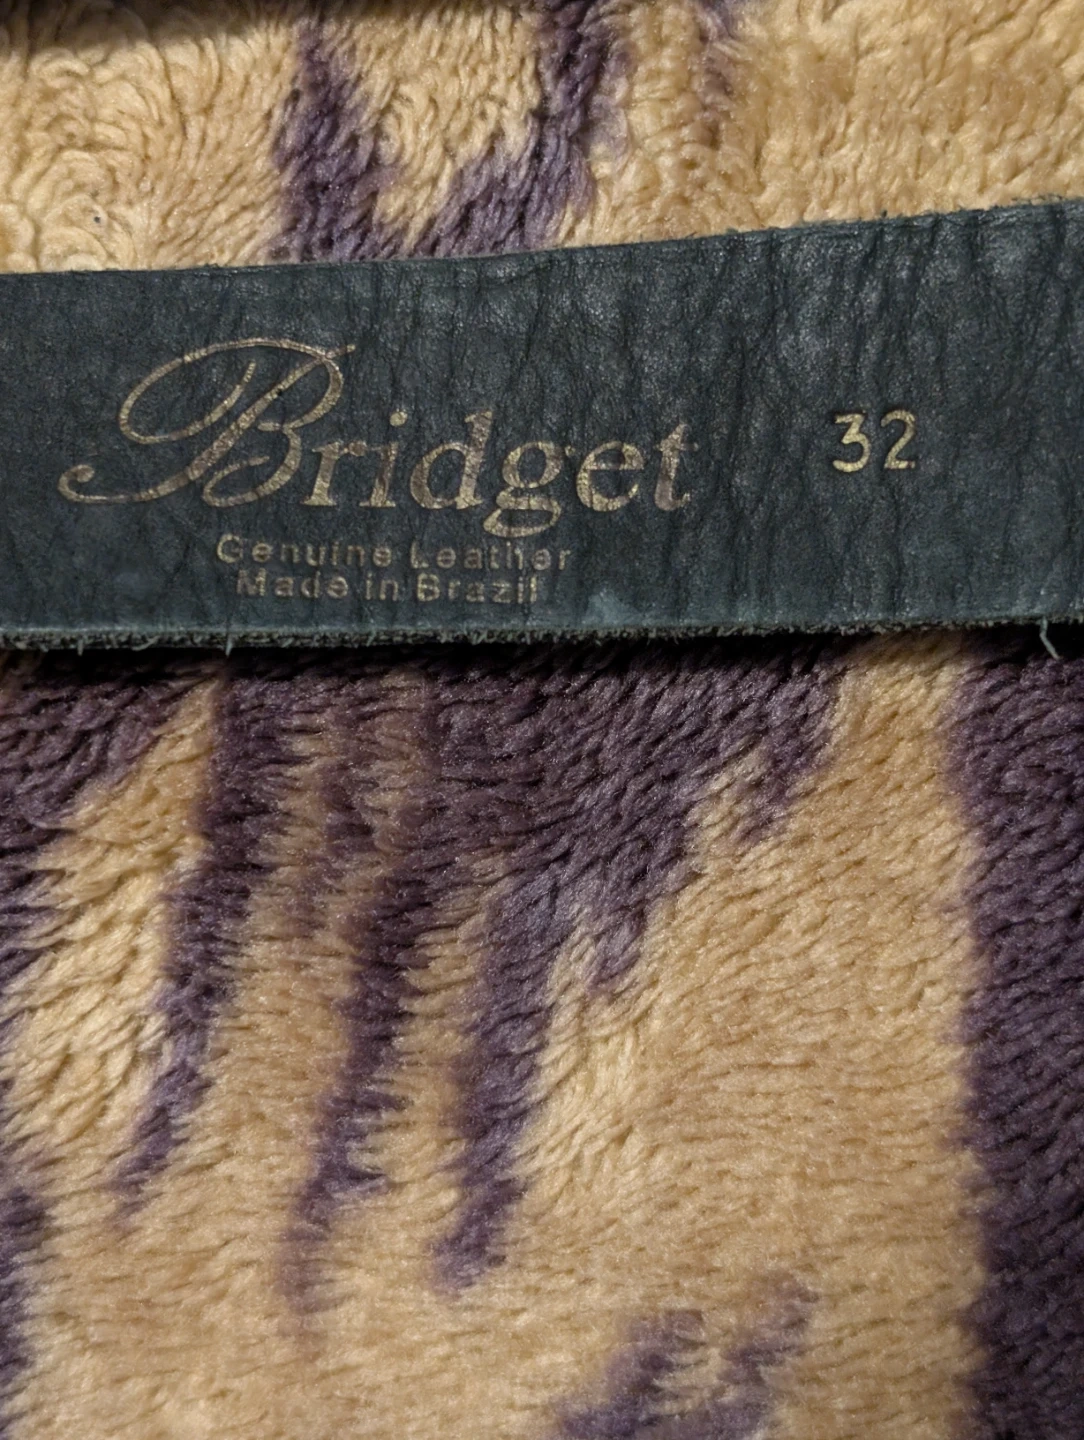 Bridget 32
Genuine Leather
Made in Brazil